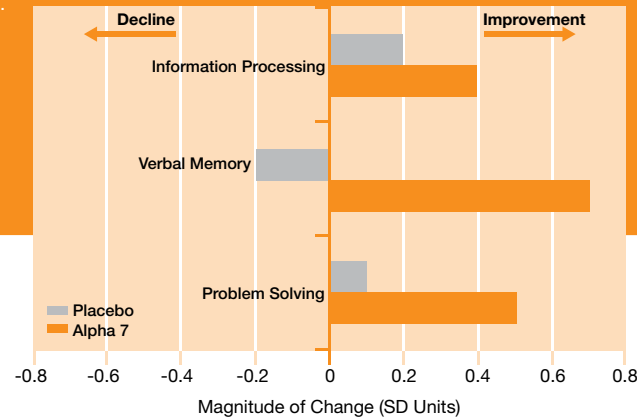 Decline
Improvement
Information Processing
Verbal Memory
Problem Solving
Placebo
Alpha 7
-0.8 -0.6 -0.4 -0.2 0 0.2 0.4 0.6 0.8
Magnitude of Change (SD Units)